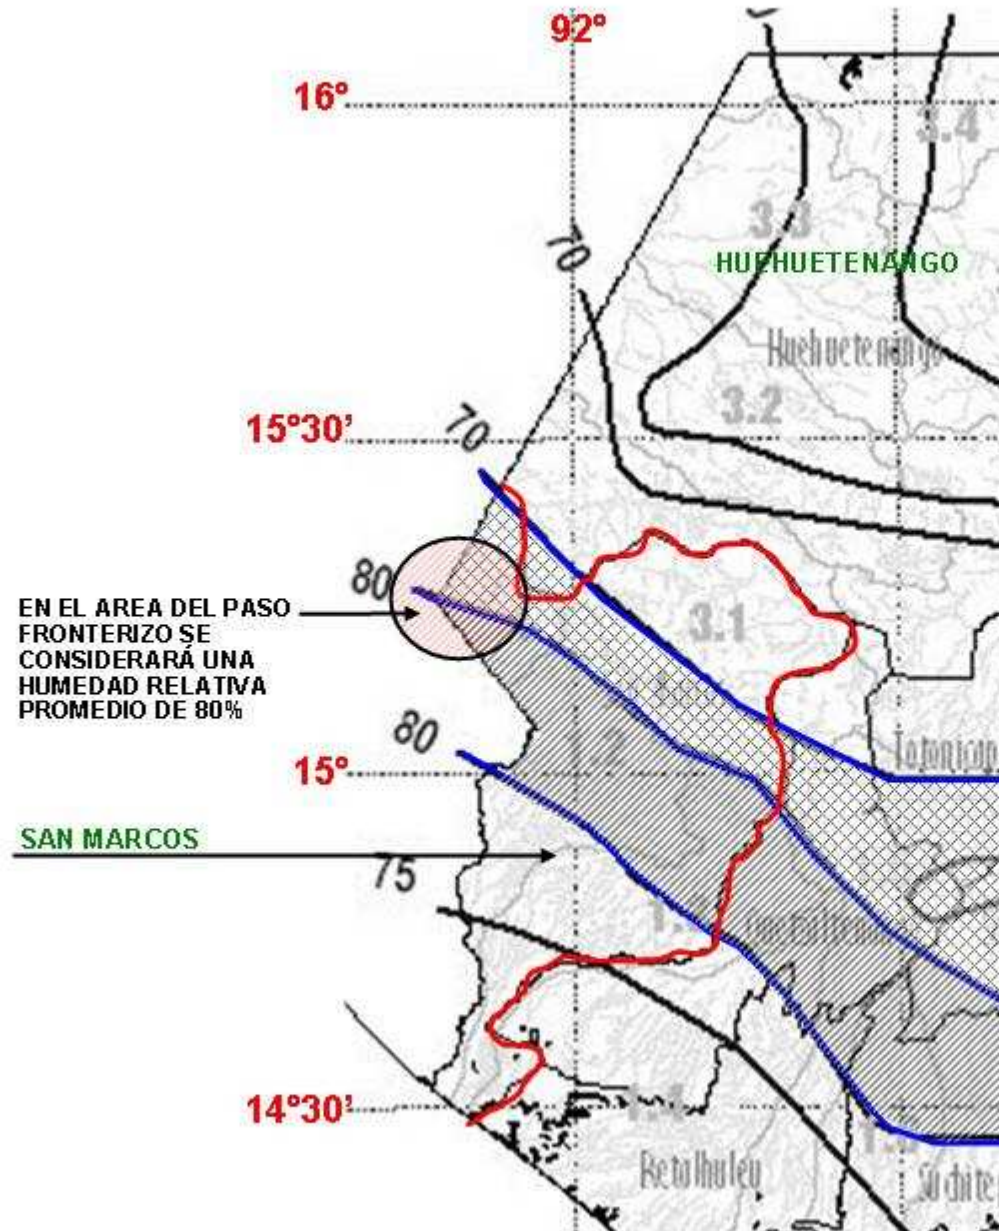 92°
16°
3.4
3.3
70
HUEHUETENANGO
Huehuetenango
3.2
15°30'
70
80
EN EL AREA DEL PASO
FRONTERIZO SE
CONSIDERARÁ UNA
HUMEDAD RELATIVA
PROMEDIO DE 80%
3.1
80
15°
SAN MARCOS
75
14°30'
Retalhuleu